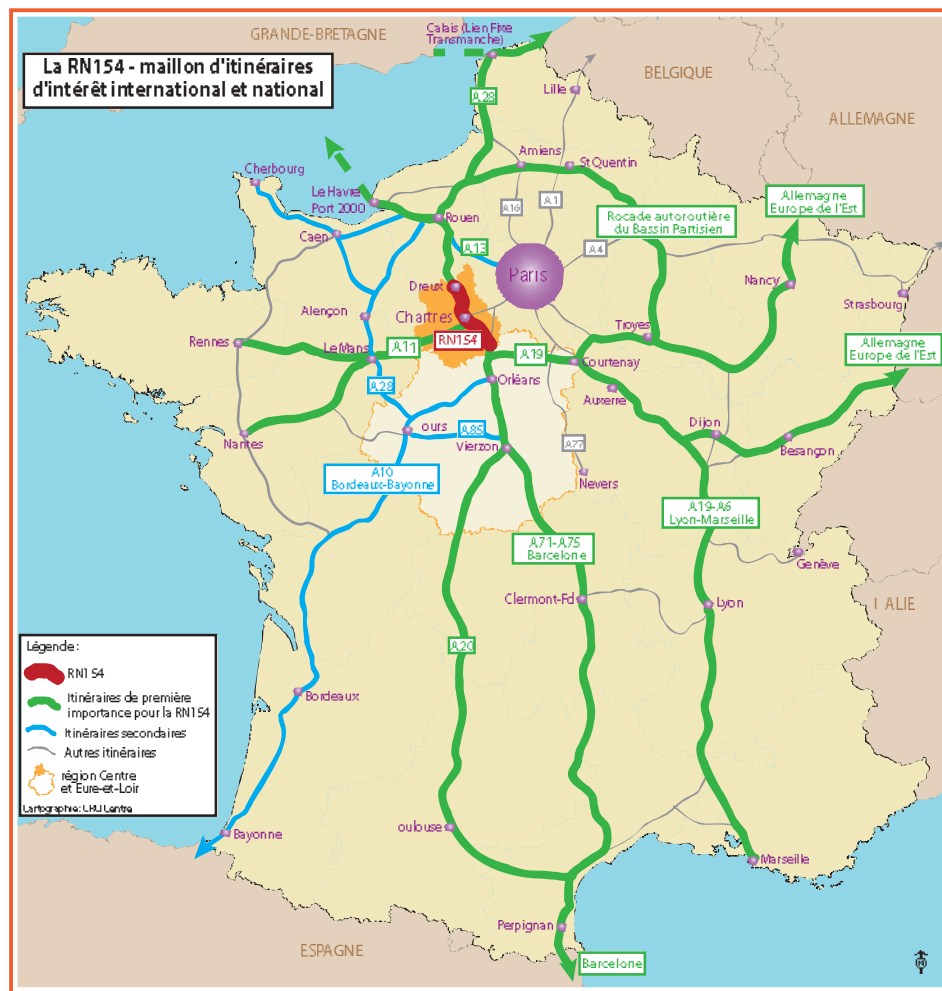 La RN154 - maillon d'itinéraires
d'intérêt international et national
GRANDE-BRETAGNE
Calais (Lien Fixe
Transmanche)
BELGIQUE
ALLEMAGNE
Lille
A28
Amiens
St Quentin
Cherbourg
Le Havre
Port 2000
Rouen
A16
A1
Rocade autoroutière
du Bassin Partisien
Allemagne
Europe de l'Est
Caen
A13
A4
Paris
Dreux
Nancy
Strasbourg
Alençon
Chartres
Troyes
Rennes
Le Mans
A11
RN154
A19
Courtenay
Allemagne
Europe de l'Est
A28
Orléans
Auxerre
Nantes
ours
A85
Vierzon
A77
Dijon
Besançon
A10
Bordeaux-Bayonne
Nevers
A19-A6
Lyon-Marseille
A71-A75
Barcelone
Genève
Clermont-Fd
Lyon
I ALIE
A20
Légende :
RN154
Itinéraires de première
importance pour la RN154
Itinéraires secondaires
Autres itinéraires
région Centre
et Eure-et-Loir
Cartographie : CRCI Centre
Bordeaux
Bayonne
oulouse
Marseille
Perpignan
ESPAGNE
Barcelone
N